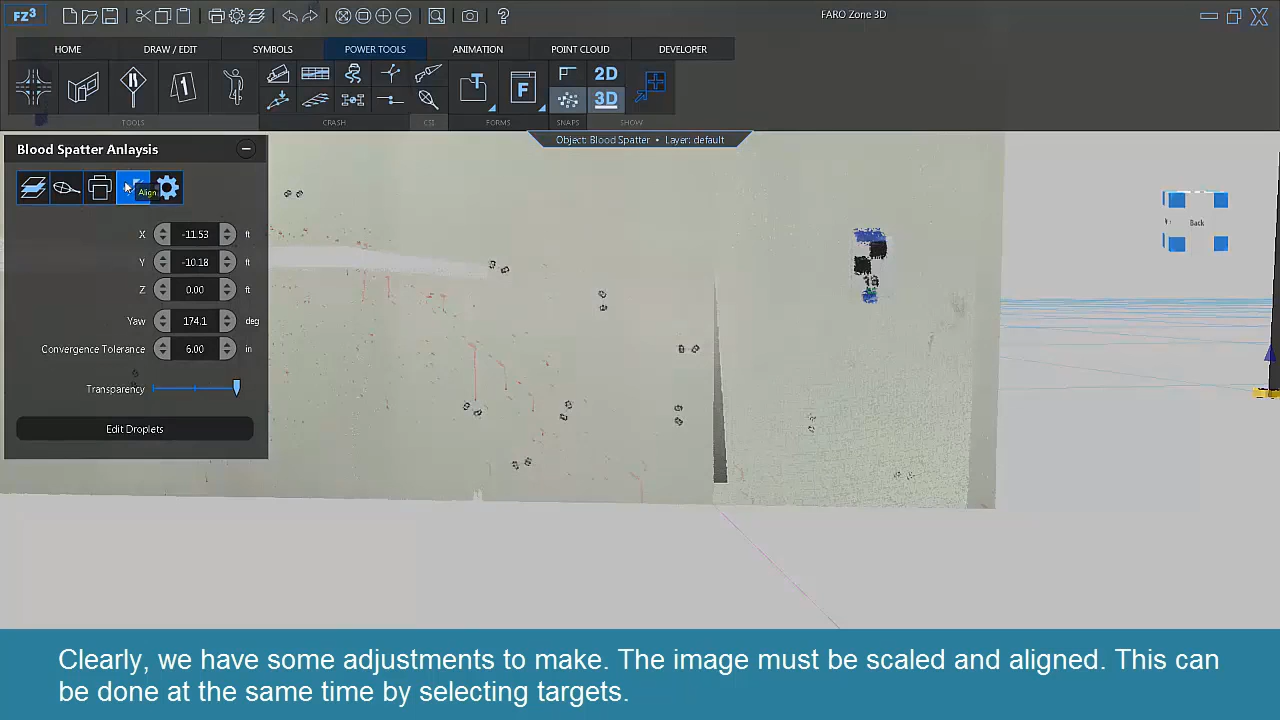 FZ3
FARO Zone 3D
HOME
DRAW / EDIT
SYMBOLS
POWER TOOLS
ANIMATION
POINT CLOUD
DEVELOPER
T
F
2D
3D
TOOLS
CRASH
CSI
FORMS
SNAPS
SHOW
Object: Blood Spatter • Layer: default
Blood Spatter Anlaysis
Align
X -11.53 ft
Y -10.18 ft
Z 0.00 ft
Yaw 174.1 deg
Convergence Tolerance 6.00 in
Transparency
Edit Droplets
Back
Clearly, we have some adjustments to make. The image must be scaled and aligned. This can
be done at the same time by selecting targets.